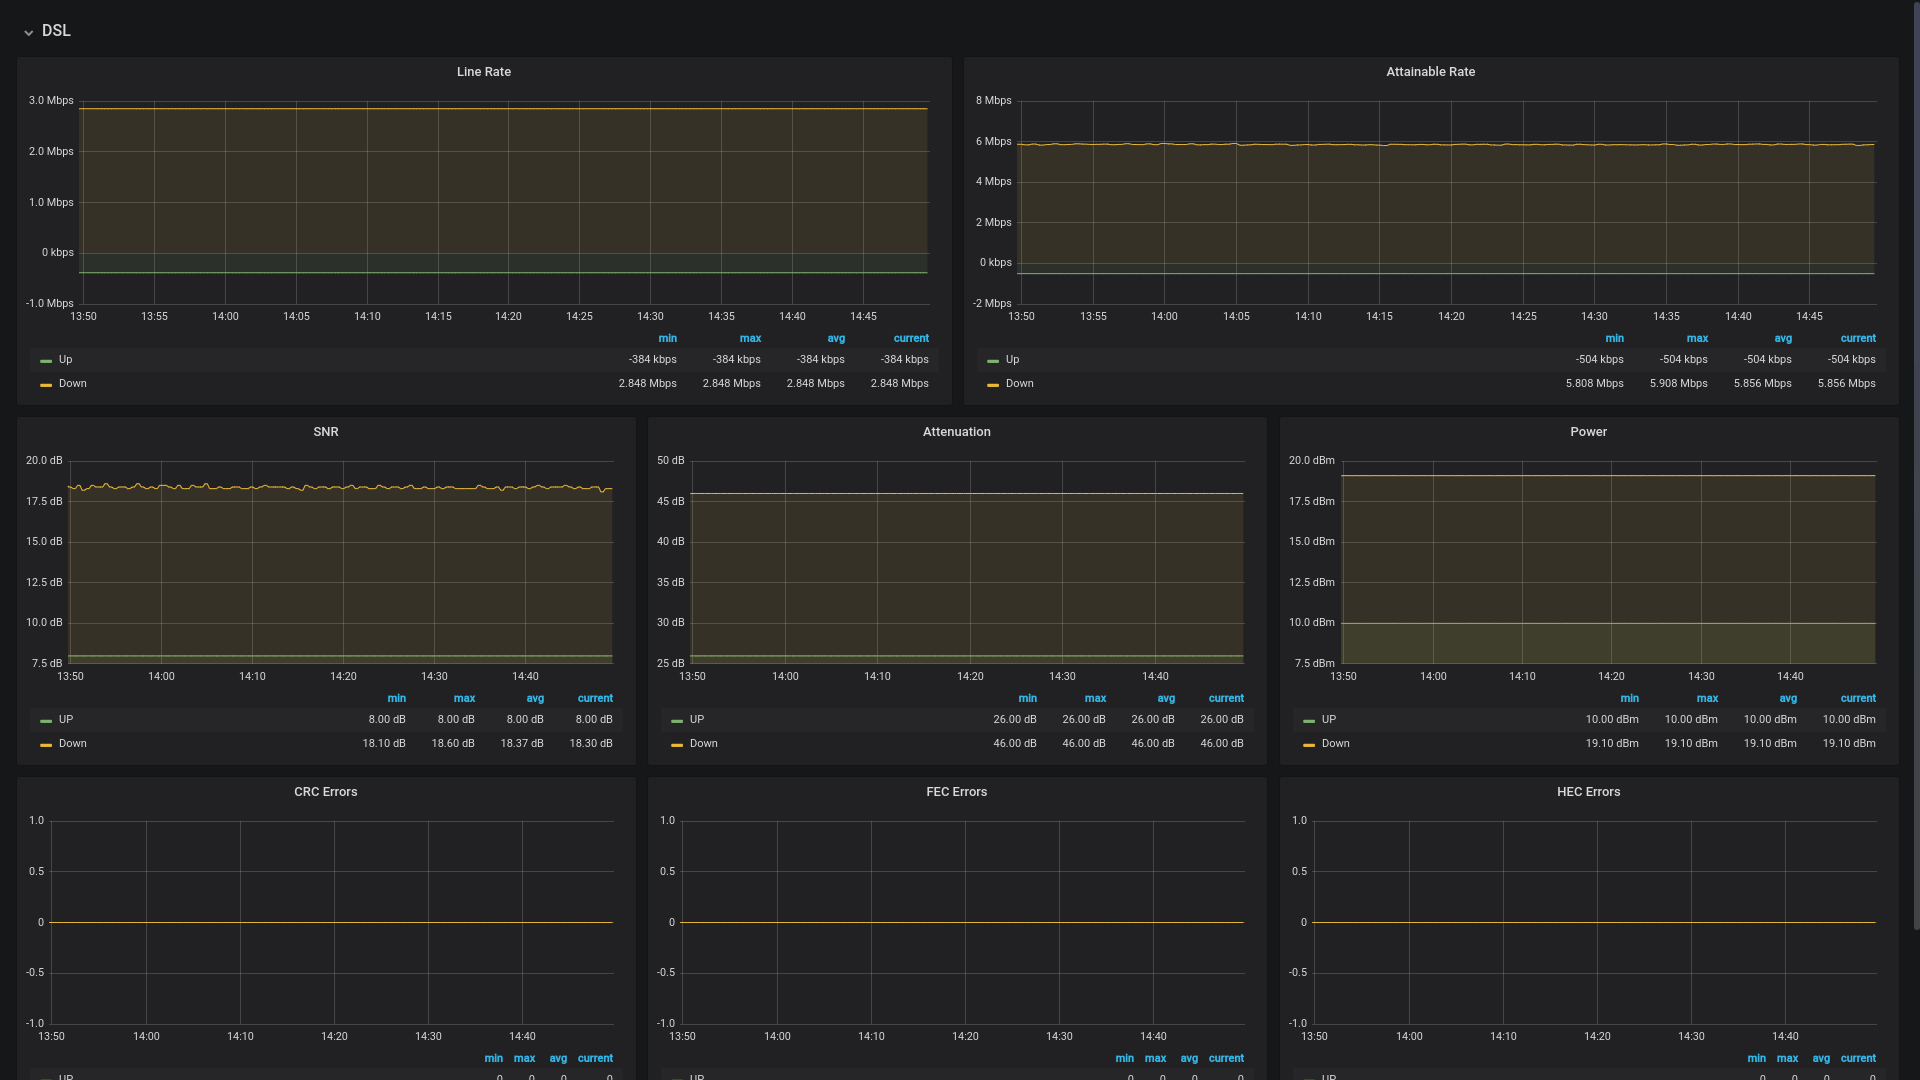 DSL
Line Rate
3.0 Mbps
2.0 Mbps
1.0 Mbps
0 kbps
-1.0 Mbps
13:50 13:55 14:00 14:05 14:10 14:15 14:20 14:25 14:30 14:35 14:40 14:45
min max avg current
Up -384 kbps -384 kbps -384 kbps -384 kbps
Down 2.848 Mbps 2.848 Mbps 2.848 Mbps 2.848 Mbps
Attainable Rate
8 Mbps
6 Mbps
4 Mbps
2 Mbps
0 kbps
-2 Mbps
13:50 13:55 14:00 14:05 14:10 14:15 14:20 14:25 14:30 14:35 14:40 14:45
min max avg current
Up -504 kbps -504 kbps -504 kbps -504 kbps
Down 5.808 Mbps 5.908 Mbps 5.856 Mbps 5.856 Mbps
SNR
20.0 dB
17.5 dB
15.0 dB
12.5 dB
10.0 dB
7.5 dB
13:50 14:00 14:10 14:20 14:30 14:40
min max avg current
UP 8.00 dB 8.00 dB 8.00 dB 8.00 dB
Down 18.10 dB 18.60 dB 18.37 dB 18.30 dB
Attenuation
50 dB
45 dB
40 dB
35 dB
30 dB
25 dB
13:50 14:00 14:10 14:20 14:30 14:40
min max avg current
UP 26.00 dB 26.00 dB 26.00 dB 26.00 dB
Down 46.00 dB 46.00 dB 46.00 dB 46.00 dB
Power
20.0 dBm
17.5 dBm
15.0 dBm
12.5 dBm
10.0 dBm
7.5 dBm
13:50 14:00 14:10 14:20 14:30 14:40
min max avg current
UP 10.00 dBm 10.00 dBm 10.00 dBm 10.00 dBm
Down 19.10 dBm 19.10 dBm 19.10 dBm 19.10 dBm
CRC Errors
1.0
0.5
0
-0.5
-1.0
13:50 14:00 14:10 14:20 14:30 14:40
min max avg current
UP 0 0 0 0
FEC Errors
1.0
0.5
0
-0.5
-1.0
13:50 14:00 14:10 14:20 14:30 14:40
min max avg current
UP 0 0 0 0
HEC Errors
1.0
0.5
0
-0.5
-1.0
13:50 14:00 14:10 14:20 14:30 14:40
min max avg current
UP 0 0 0 0